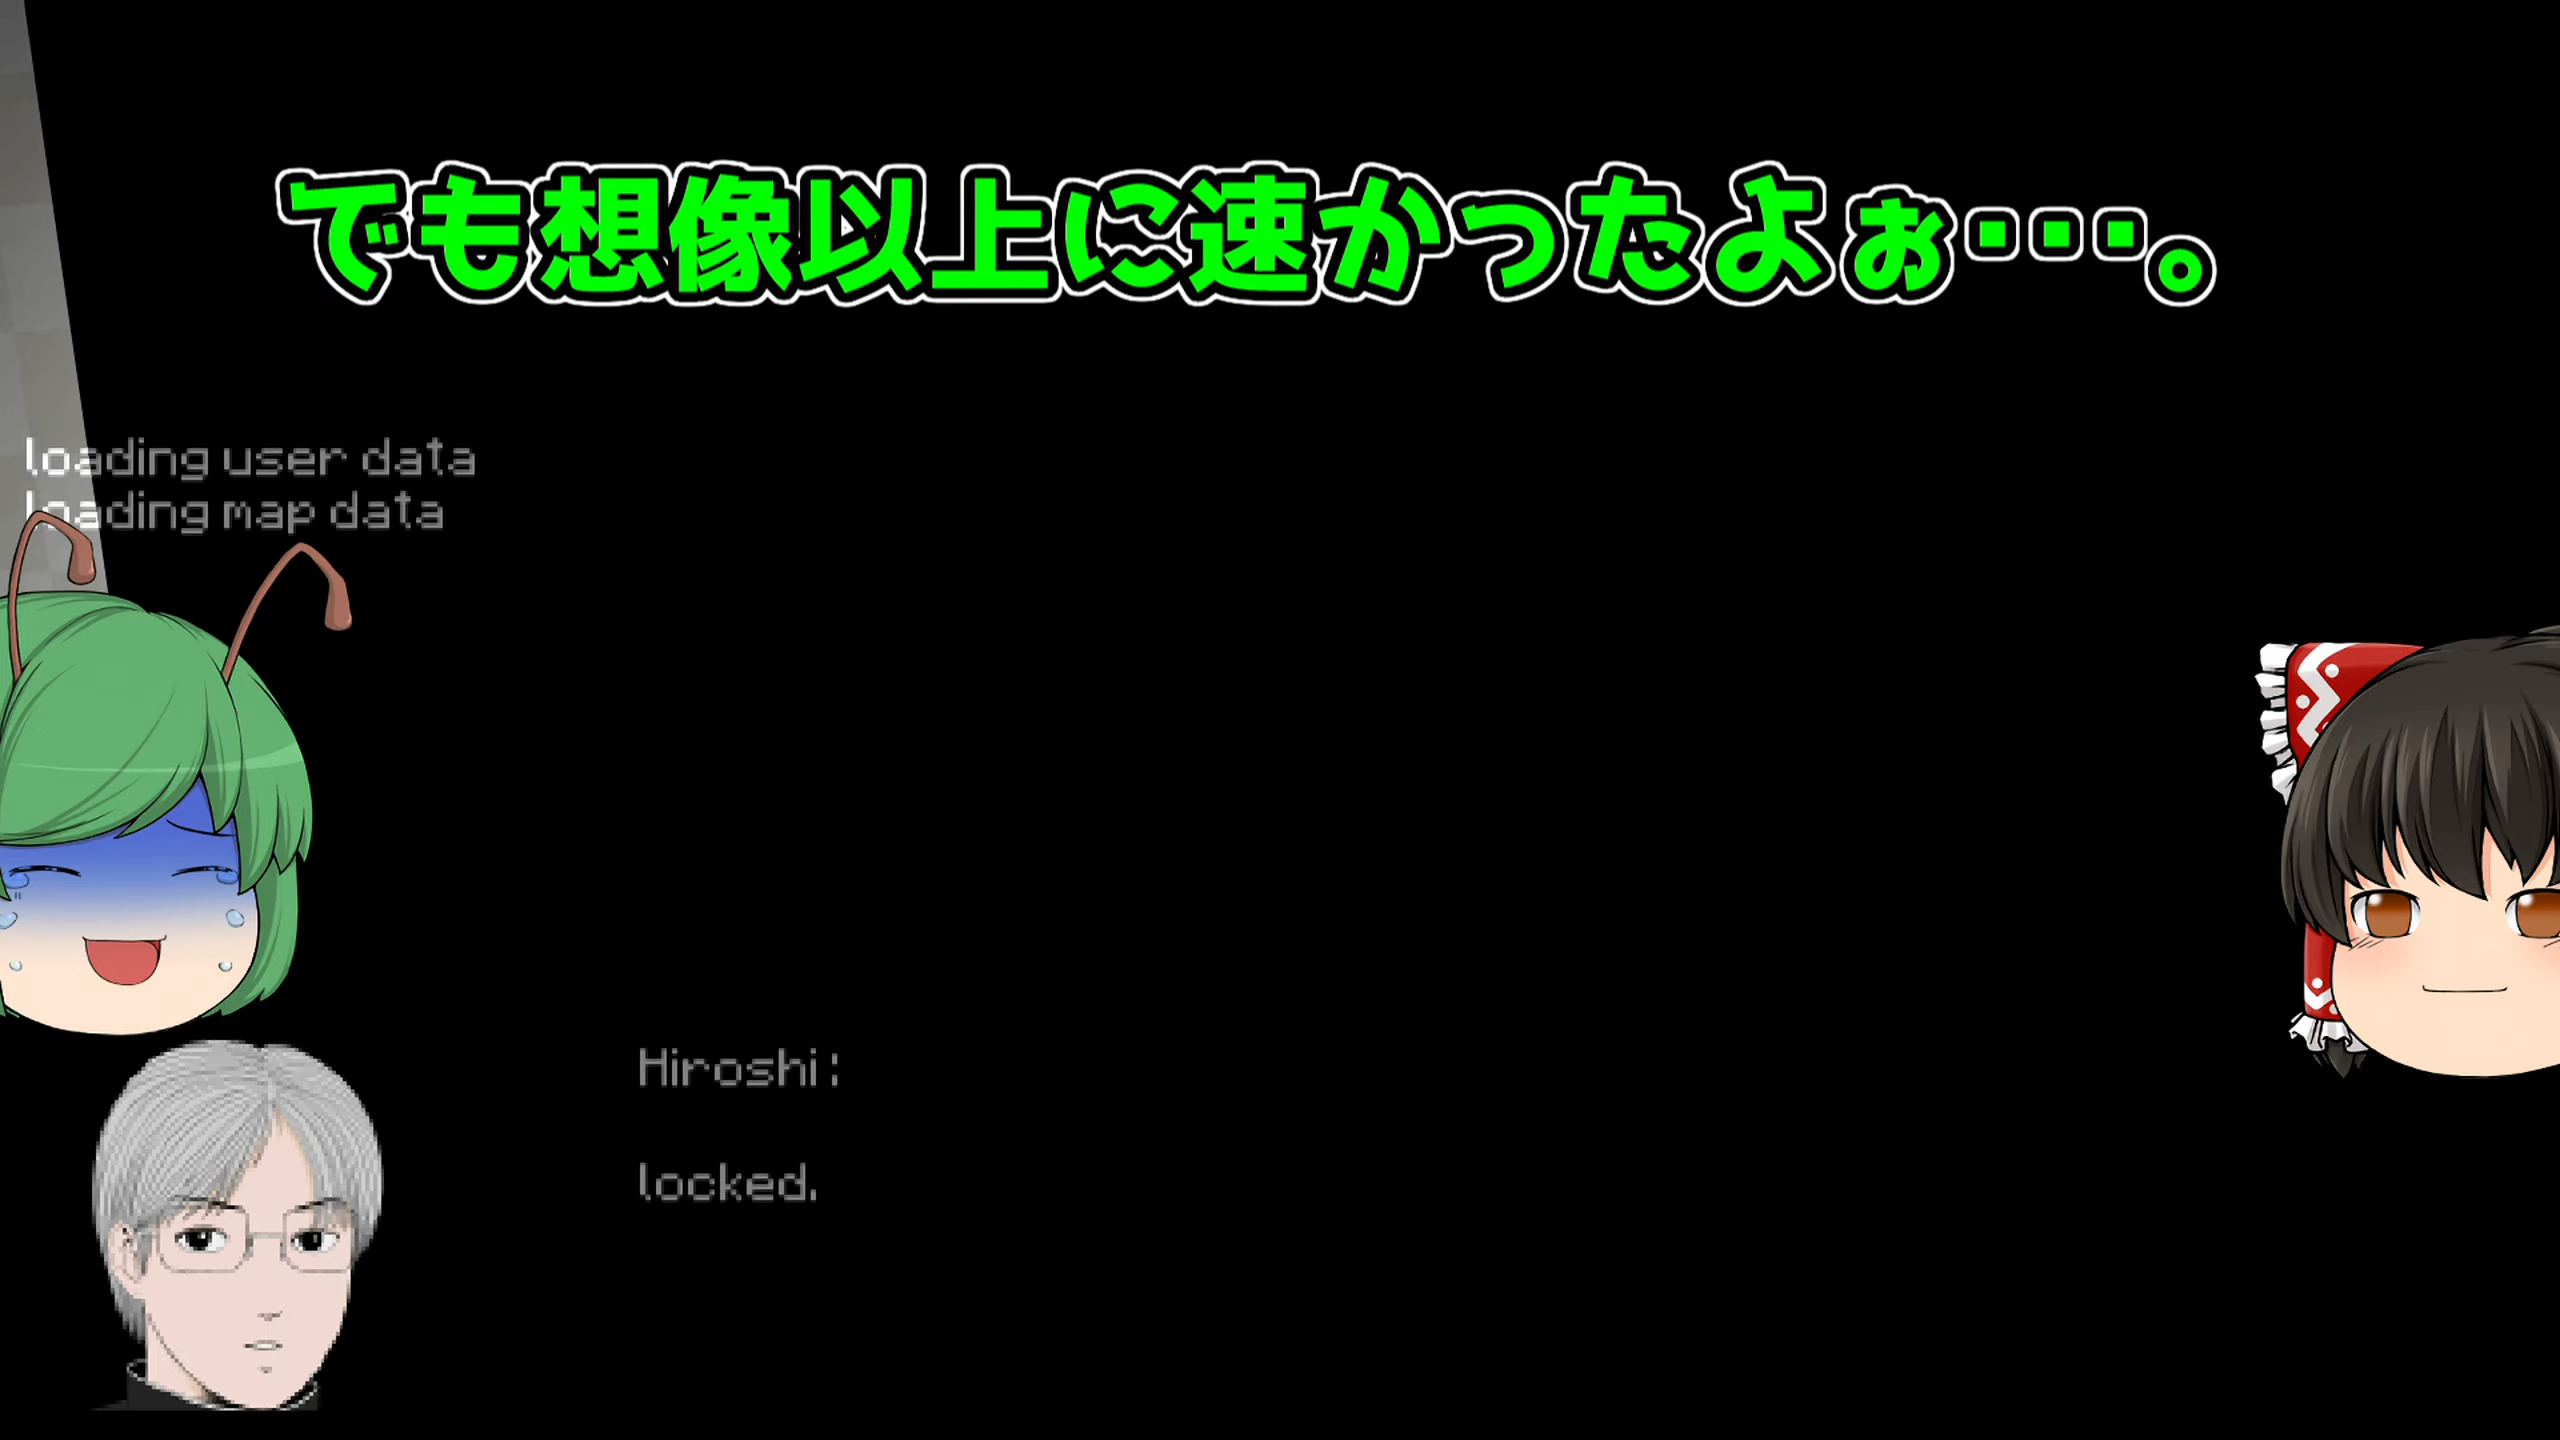 でも想像以上に速かったよぉ･･･。
loading user data
loading map data
Hiroshi:
locked.